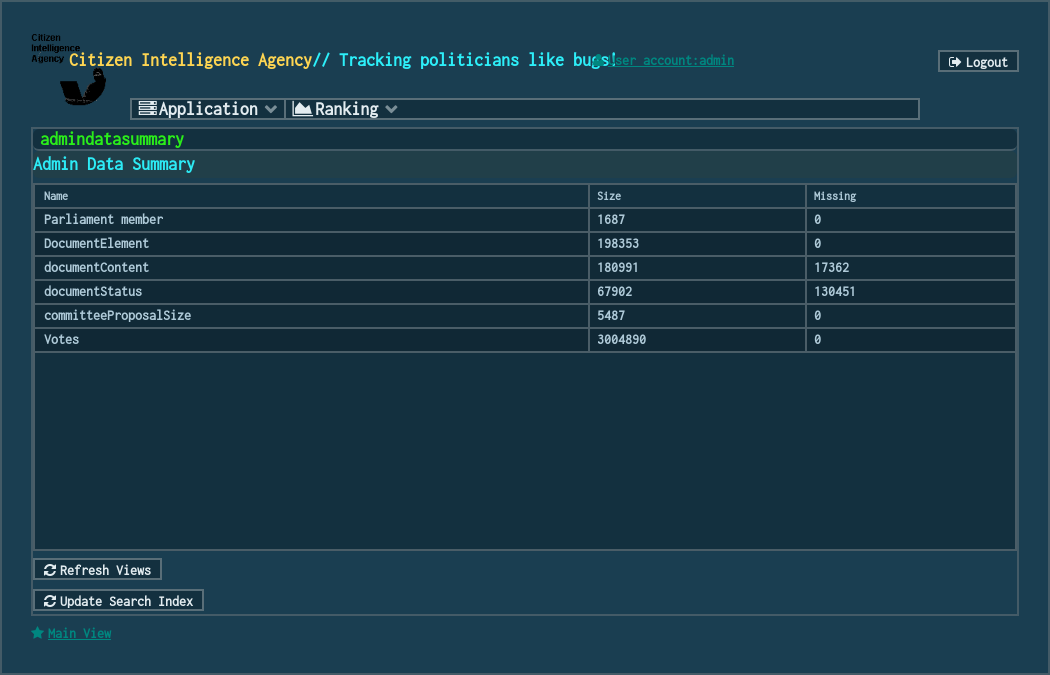 Citizen
Intelligence
Agency
Citizen Intelligence Agency// Tracking politicians like bugs!
User account:admin
Logout
Application
Ranking
admindatasummary
Admin Data Summary
Name Size Missing
Parliament member 1687 0
DocumentElement 198353 0
documentContent 180991 17362
documentStatus 67902 130451
committeeProposalSize 5487 0
Votes 3004890 0
Refresh Views
Update Search Index
Main View